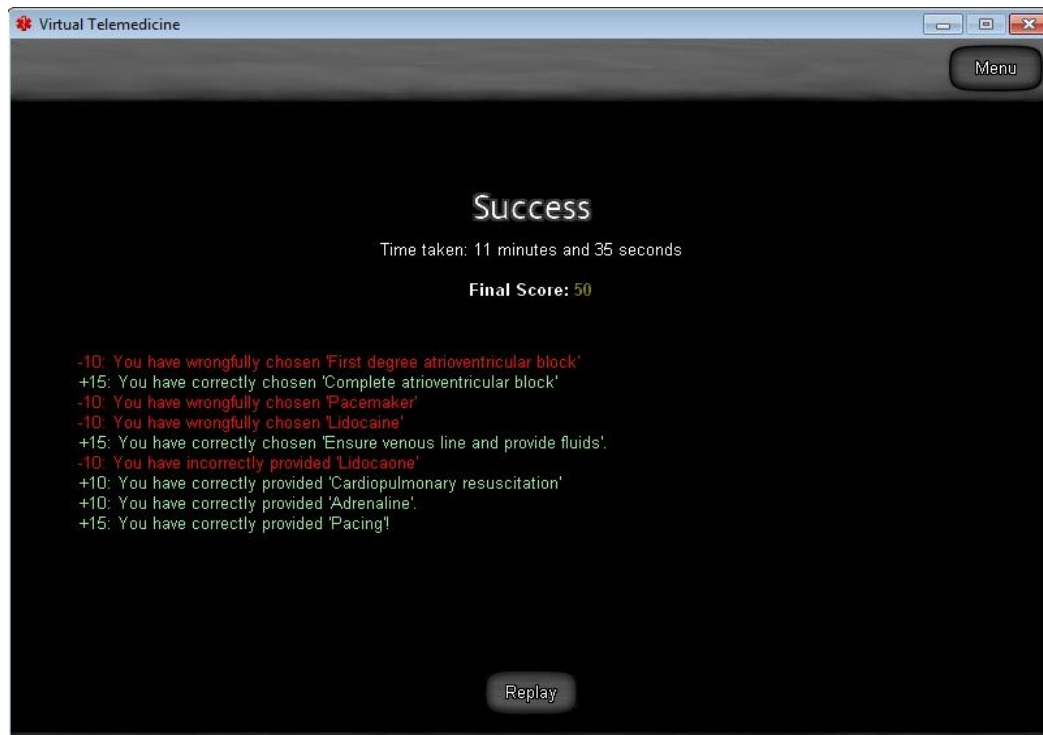 Virtual Telemedicine
Menu
Success
Time taken: 11 minutes and 35 seconds
Final Score: 50
-10: You have wrongfully chosen 'First degree atrioventricular block'
+15: You have correctly chosen 'Complete atrioventricular block'
-10: You have wrongfully chosen 'Pacemaker'
-10: You have wrongfully chosen 'Lidocaine'
+15: You have correctly chosen 'Ensure venous line and provide fluids'.
-10: You have incorrectly provided 'Lidocaone'
+10: You have correctly provided 'Cardiopulmonary resuscitation'
+10: You have correctly provided 'Adrenaline'.
+15: You have correctly provided 'Pacing'!
Replay